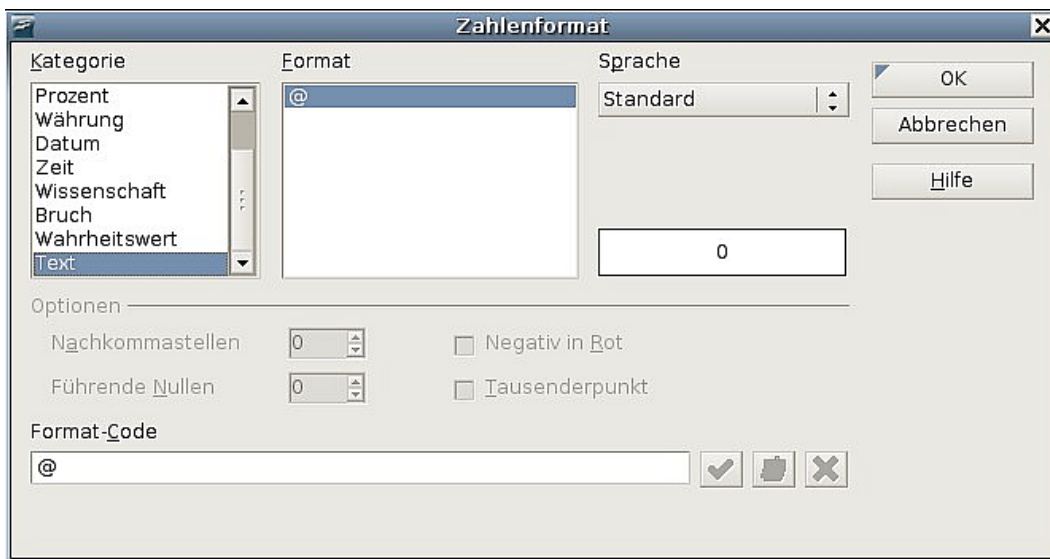 Zahlenformat
Kategorie
Format
Sprache
Prozent
Währung
Datum
Zeit
Wissenschaft
Bruch
Wahrheitswert
Text
@
Standard
0
OK
Abbrechen
Hilfe
Optionen
Nachkommastellen
0
Negativ in Rot
Führende Nullen
0
Tausenderpunkt
Format-Code
@